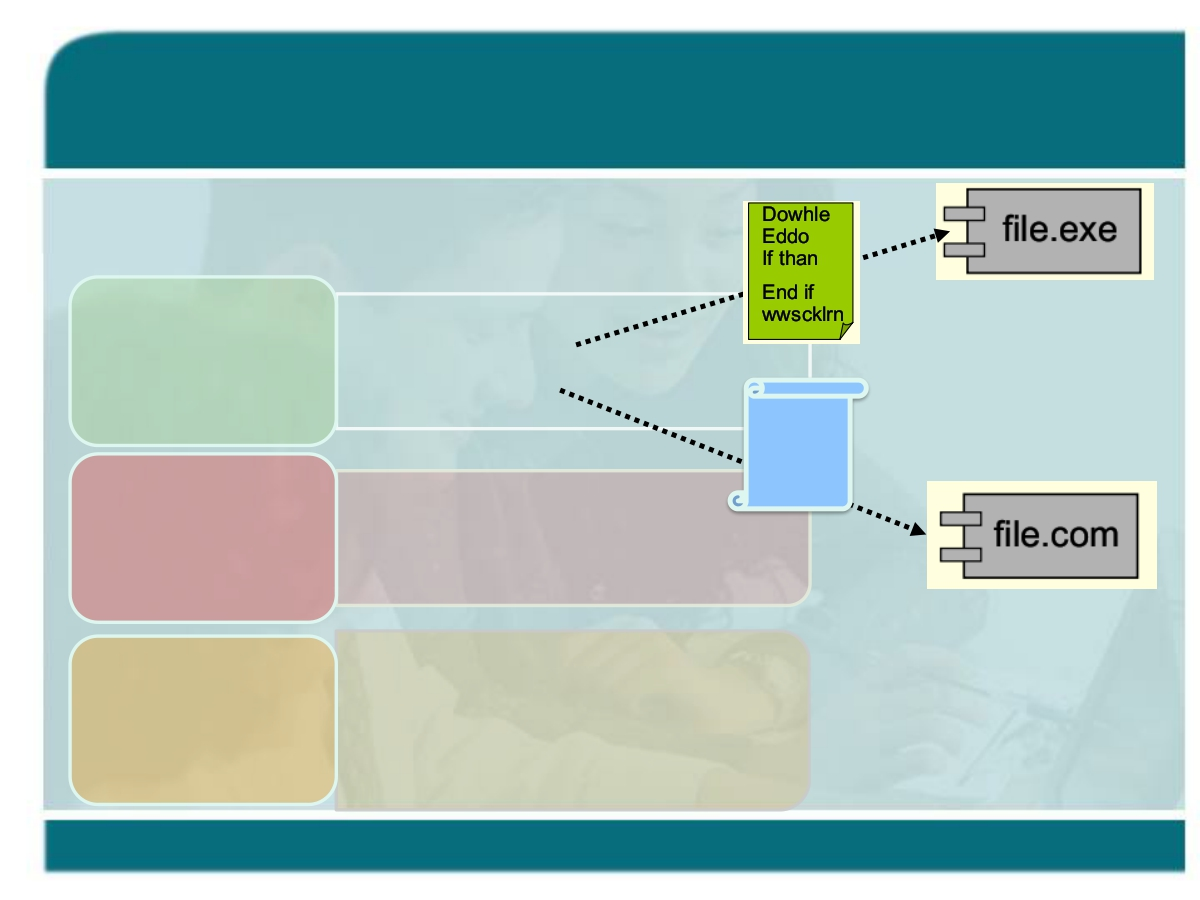 Dowhle
Eddo
If than
End if
wwscklrn
file.exe
file.com